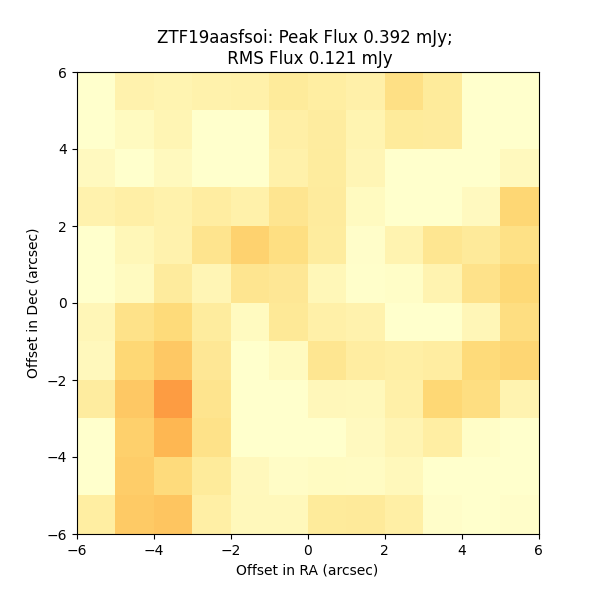 ZTF19aasfsoi: Peak Flux 0.392 mJy;
RMS Flux 0.121 mJy
6
4
2
0
−2
−4
−6
Offset in Dec (arcsec)
−6 −4 −2 0 2 4 6
Offset in RA (arcsec)